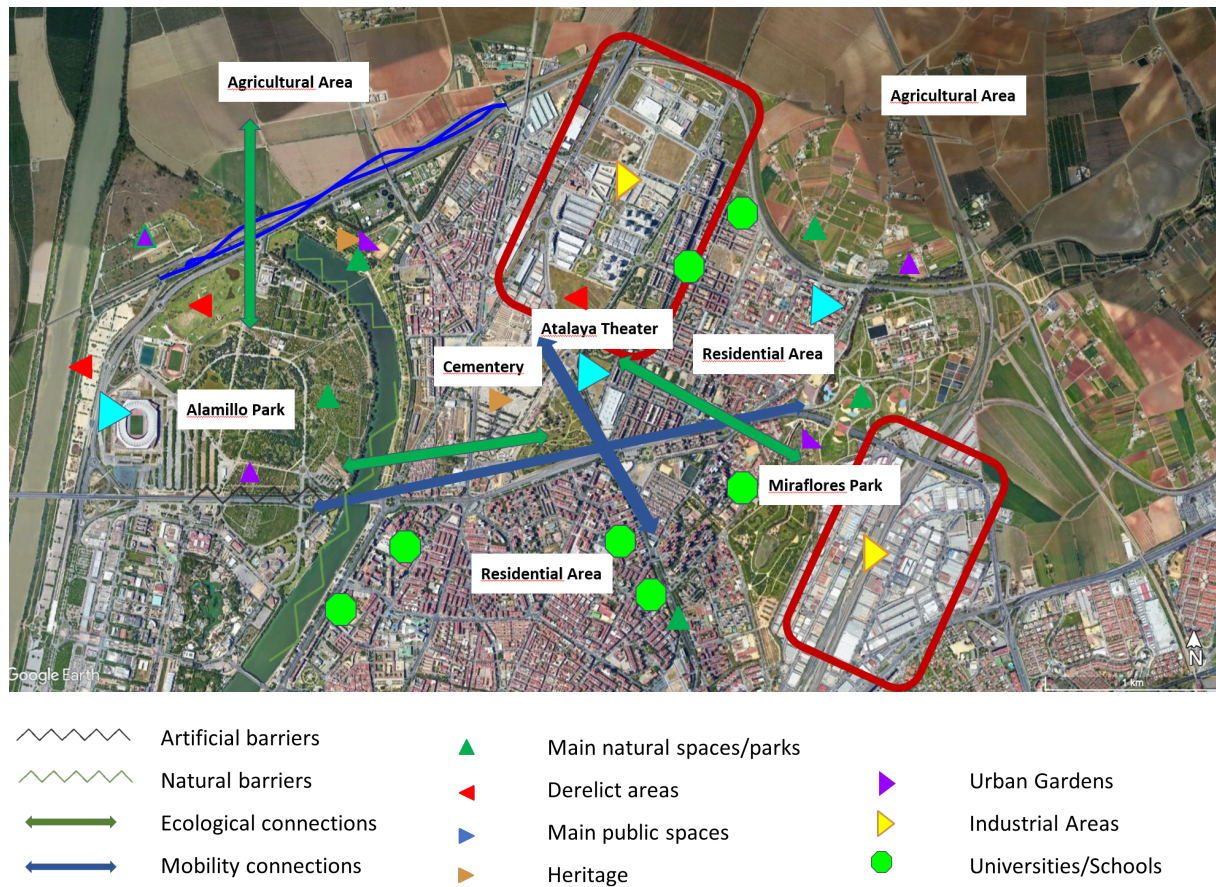 Agricultural Area
Agricultural Area
Atalaya Theater
Residential Area
Cementery
Alamillo Park
Miraflores Park
Residential Area
N
Google Earth
1 km
Artificial barriers
Natural barriers
Ecological connections
Mobility connections
Main natural spaces/parks
Derelict areas
Main public spaces
Heritage
Urban Gardens
Industrial Areas
Universities/Schools